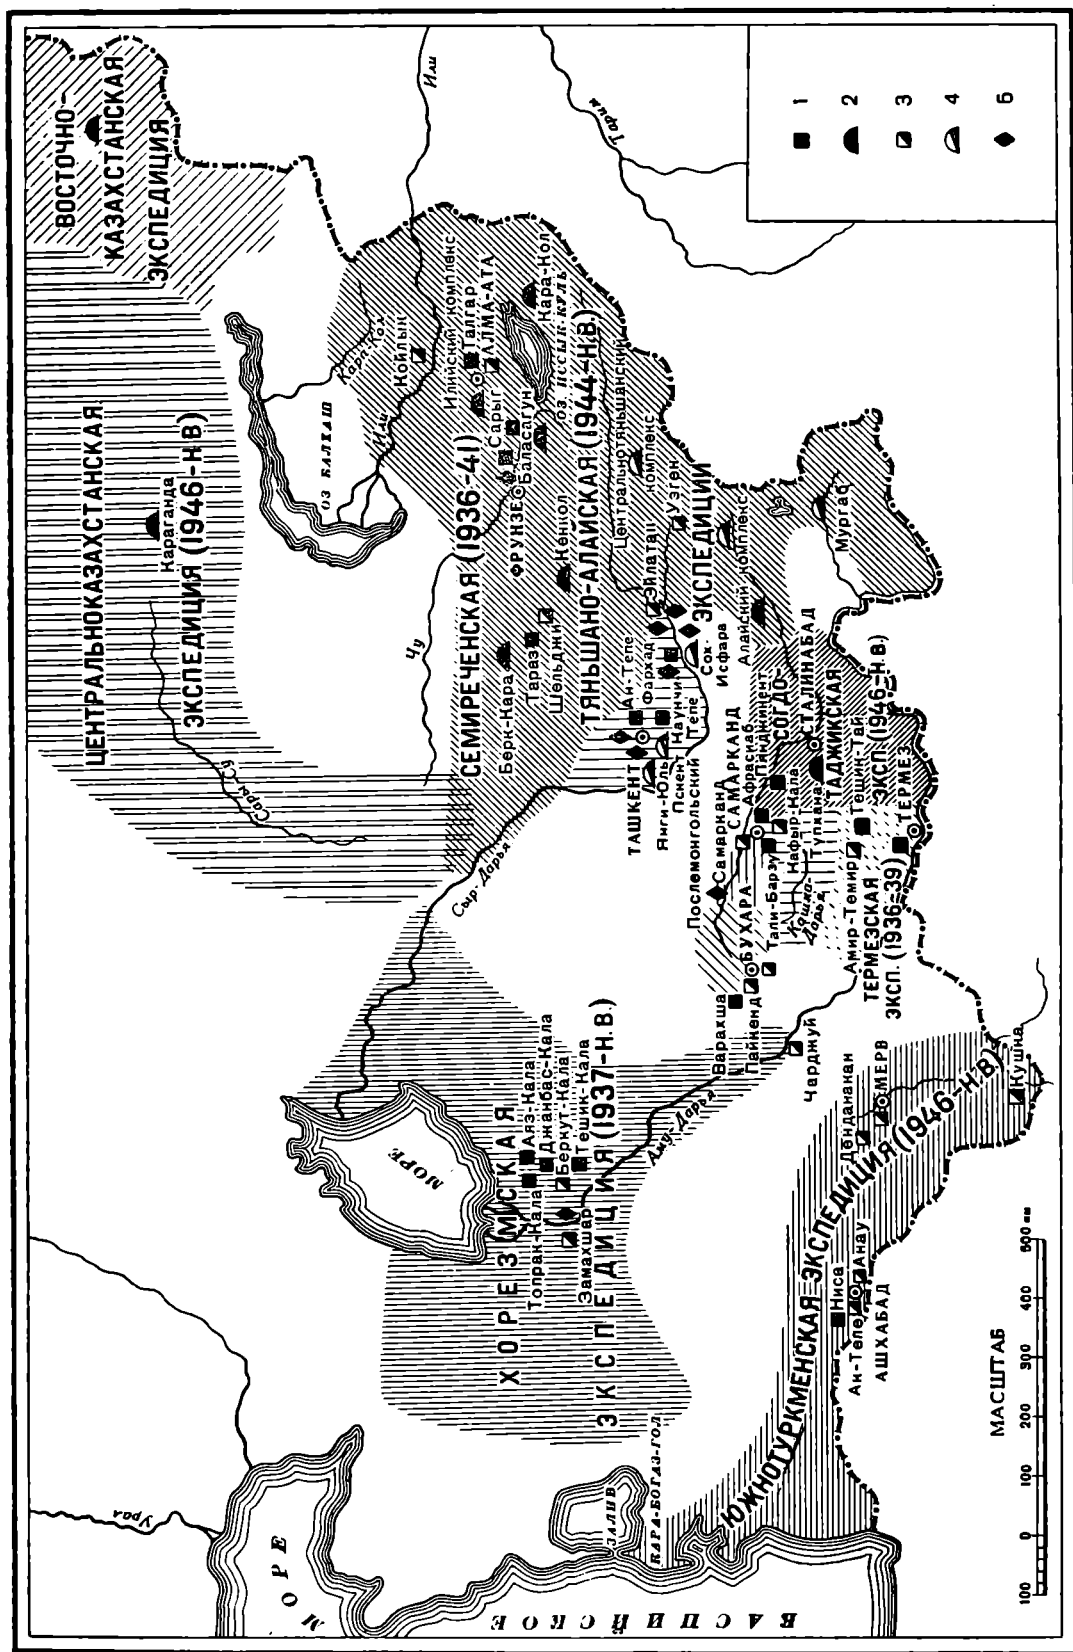 ВОСТОЧНО-
КАЗАХСТАНСКАЯ
ЭКСПЕДИЦИЯ
ЦЕНТРАЛЬНОКАЗАХСТАНСКАЯ
Караганда
ЭКСПЕДИЦИЯ (1946-Н.В)
Сары-Су
ОЗ БАЛХАШ
Или
Или
Тарим
Чу
Койлык
Илийский комплекс
Талгар
АЛМА-АТА
Сарыг
ФРУНЗЕ
Баласагун
Кара-Кол
ОЗ ИССЫК-КУЛЬ
СЕМИРЕЧЕНСКАЯ (1936-41)
Берк-Кара
Тараз
Шельджи
Кенкол
ТЯНЬШАНО-АЛАЙСКАЯ (1944-Н.В.)
Центральнотяньшанский
комплекс
Узген
Эйлатан
ЭКСПЕДИЦИИ
Алайский комплекс
Мургаб
Ак-Тепе
ТАШКЕНТ
Фархад
Янги-Юль
Пскент
Каунчи
Тепе
Сох-
Исфара
Сыр-Дарья
Послемонгольский Самарканд
САМАРКАНД
Афрасиаб
Пянджикент
СОГДО-
СТАЛИНАБАД
ТАДЖИКСКАЯ
ЭКСП. (1946-Н.В.)
Кафыр-Кала
Тупхана
Тали-Барзу
Кашка-
Дарья
Тешик-Таш
Амир-Темир
ТЕРМЕЗ
ТЕРМЕЗСКАЯ
ЭКСП. (1936-39)
БУХАРА
Варахша
Пайкенд
Чарджуй
Аму-Дарья
МОРЕ
ХОРЕЗМСКАЯ
Топрак-Кала
Аяз-Кала
Джанбас-Кала
Беркут-Кала
Тешик-Кала
Замахшар
ЭКСПЕДИЦИЯ (1937-Н.В.)
Денданакан
МЕРВ
Кушка
ЮЖНОТУРКМЕНСКАЯ ЭКСПЕДИЦИЯ (1946-Н.В.)
Ниса
Анау
Ак-Тепе
АШХАБАД
Урал
КАСПИЙСКОЕ
МОРЕ
ЗАЛИВ
КАРА-БОГАЗ-ГОЛ
МАСШТАБ
100 0 100 200 300 400 500 км
1
2
3
4
5